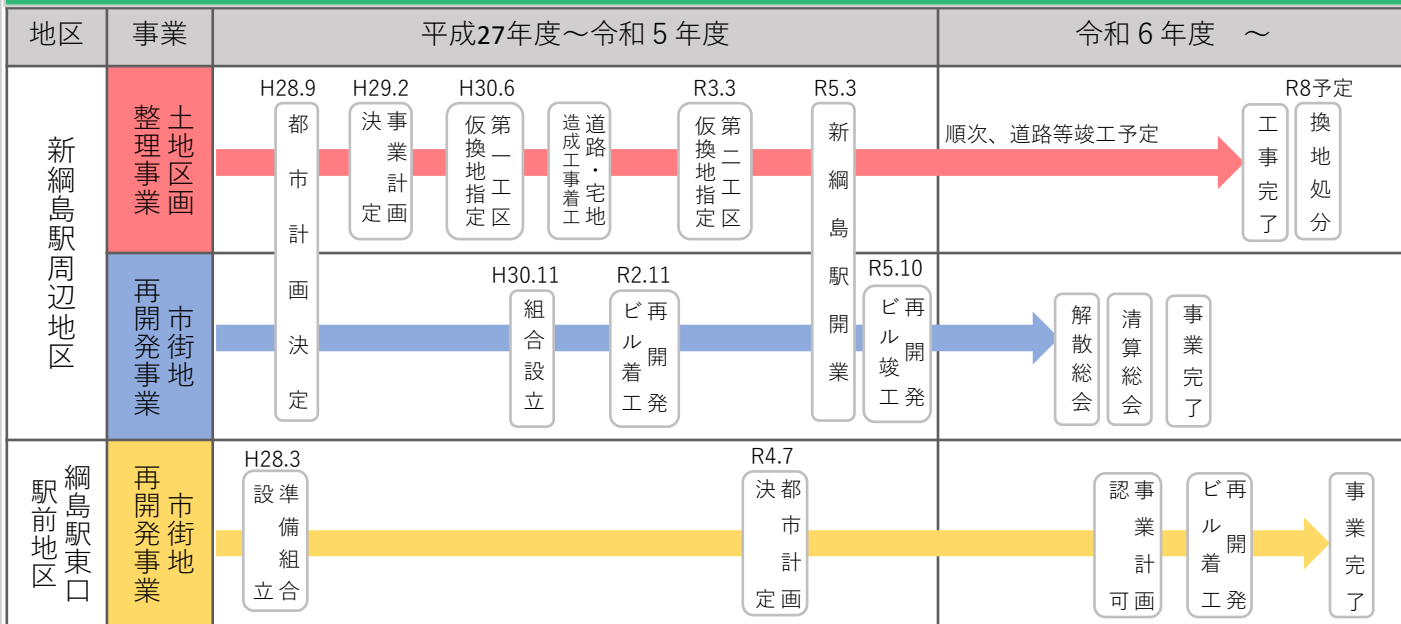 地区
事業
平成27年度～令和５年度
令和６年度　～
新綱島駅周辺地区
土地区画
整理事業
H28.9
都市計画決定
H29.2
事業計画
決定
H30.6
第一工区
仮換地指定
道路・宅地
造成工事着工
R3.3
第二工区
仮換地指定
R5.3
新綱島駅開業
順次、道路等竣工予定
工事完了
R8予定
換地処分
市街地
再開発事業
H30.11
組合設立
R2.11
再開発
ビル着工
R5.10
再開発
ビル竣工
解散総会
清算総会
事業完了
綱島駅東口
駅前地区
市街地
再開発事業
H28.3
準備組合
設立
R4.7
都市計画
決定
事業計画
認可
再開発
ビル着工
事業完了